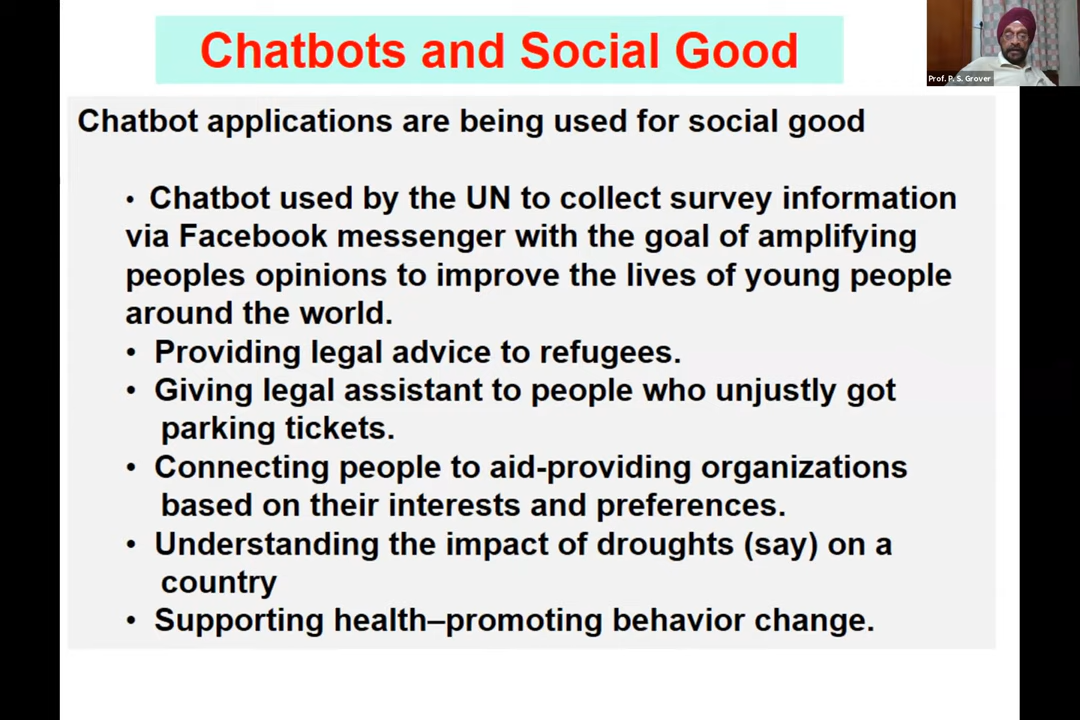 Chatbots and Social Good
Prof. P. S. Grover
Chatbot applications are being used for social good
• Chatbot used by the UN to collect survey information
via Facebook messenger with the goal of amplifying
peoples opinions to improve the lives of young people
around the world.
• Providing legal advice to refugees.
• Giving legal assistant to people who unjustly got
parking tickets.
• Connecting people to aid-providing organizations
based on their interests and preferences.
• Understanding the impact of droughts (say) on a
country
• Supporting health–promoting behavior change.